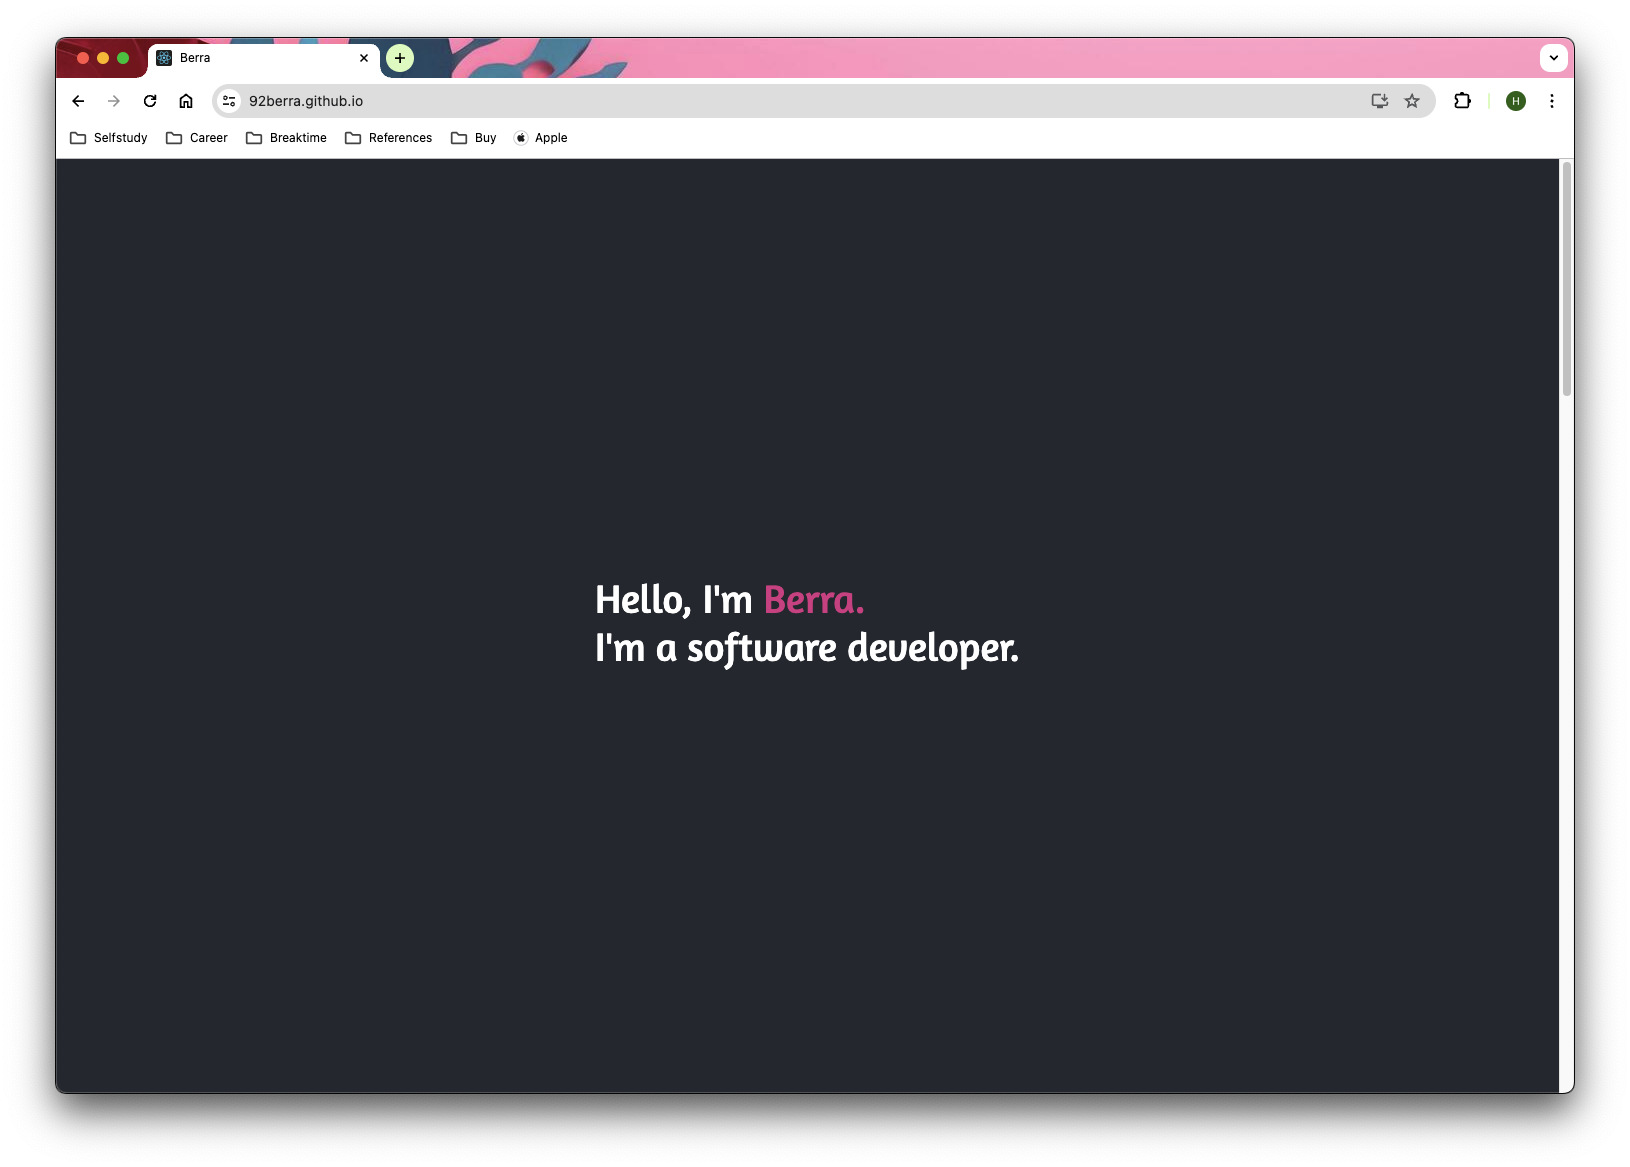 Berra
92berra.github.io
H
Selfstudy Career Breaktime References Buy Apple
Hello, I'm Berra.
I'm a software developer.